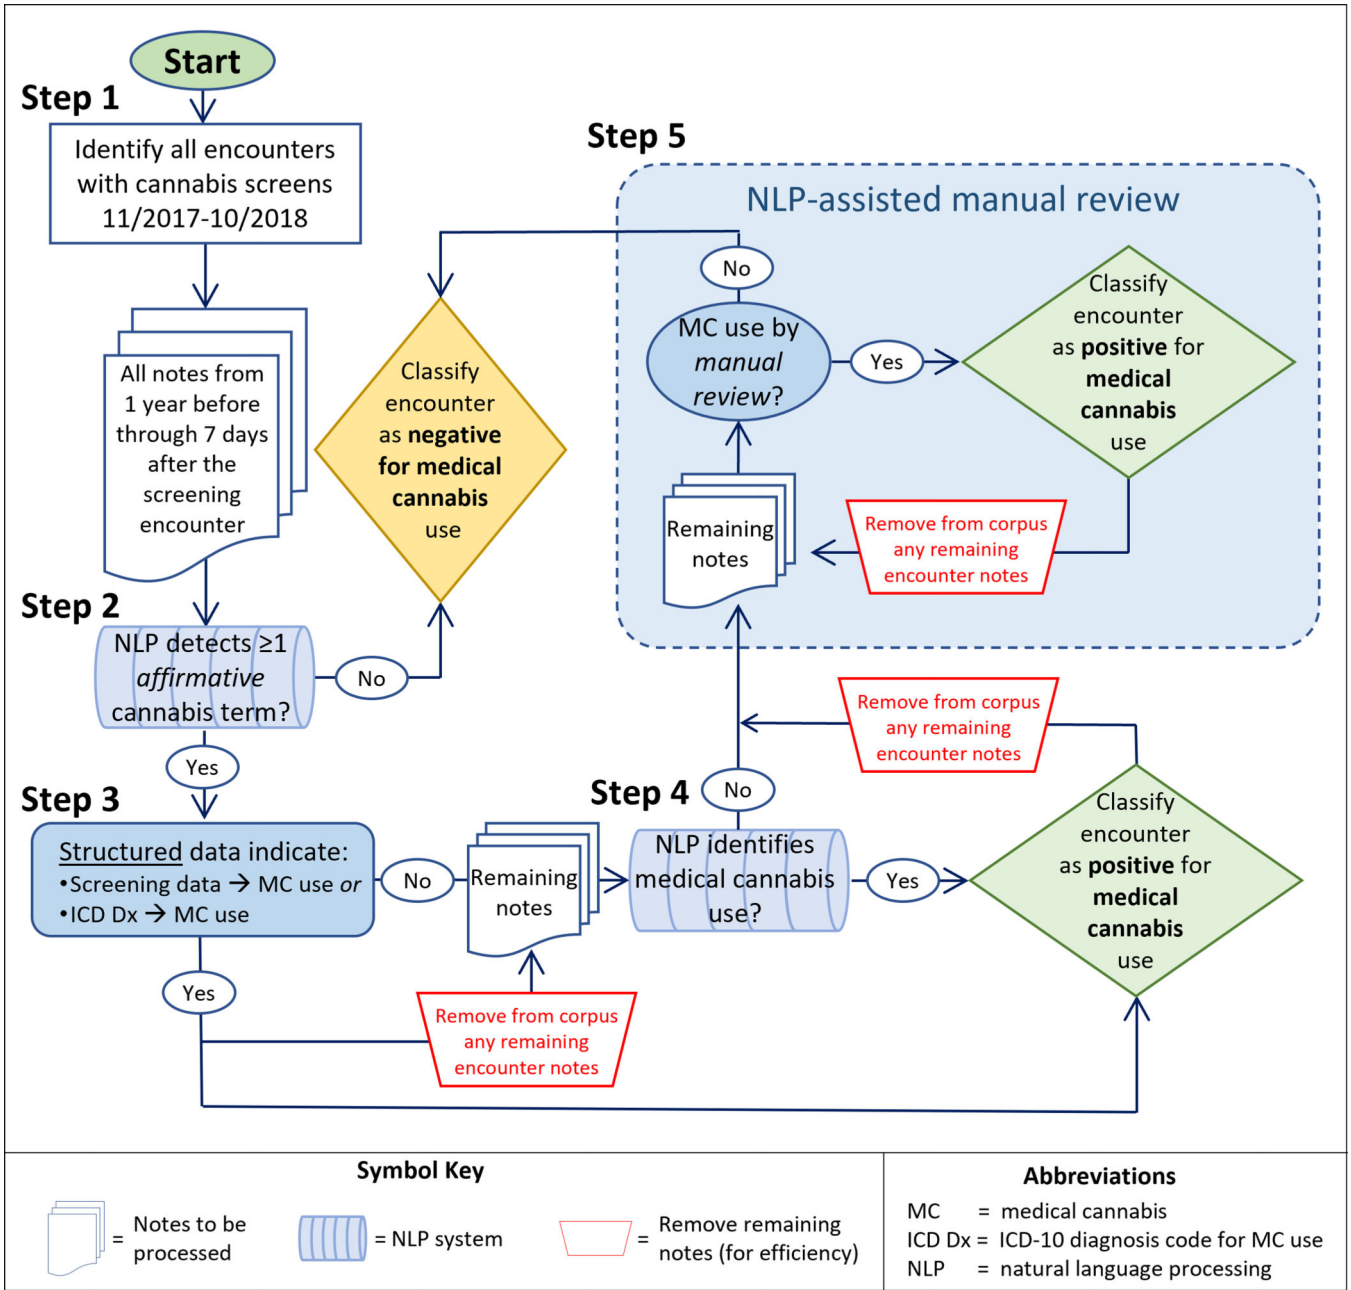 Start
Step 1
Identify all encounters
with cannabis screens
11/2017-10/2018
All notes from
1 year before
through 7 days
after the
screening
encounter
Step 2
NLP detects ≥1
affirmative
cannabis term?
No
Yes
Classify
encounter
as negative
for medical
cannabis
use
Step 3
Structured data indicate:
•Screening data → MC use or
•ICD Dx → MC use
No
Yes
Remaining
notes
Remove from corpus
any remaining
encounter notes
Step 4
NLP identifies
medical cannabis
use?
No
Yes
Classify
encounter
as positive for
medical
cannabis
use
Remove from corpus
any remaining
encounter notes
Step 5
NLP-assisted manual review
Remaining
notes
MC use by
manual
review?
No
Yes
Classify
encounter
as positive for
medical
cannabis
use
Remove from corpus
any remaining
encounter notes
Symbol Key
= Notes to be
processed
= NLP system
= Remove remaining
notes (for efficiency)
Abbreviations
MC = medical cannabis
ICD Dx = ICD-10 diagnosis code for MC use
NLP = natural language processing